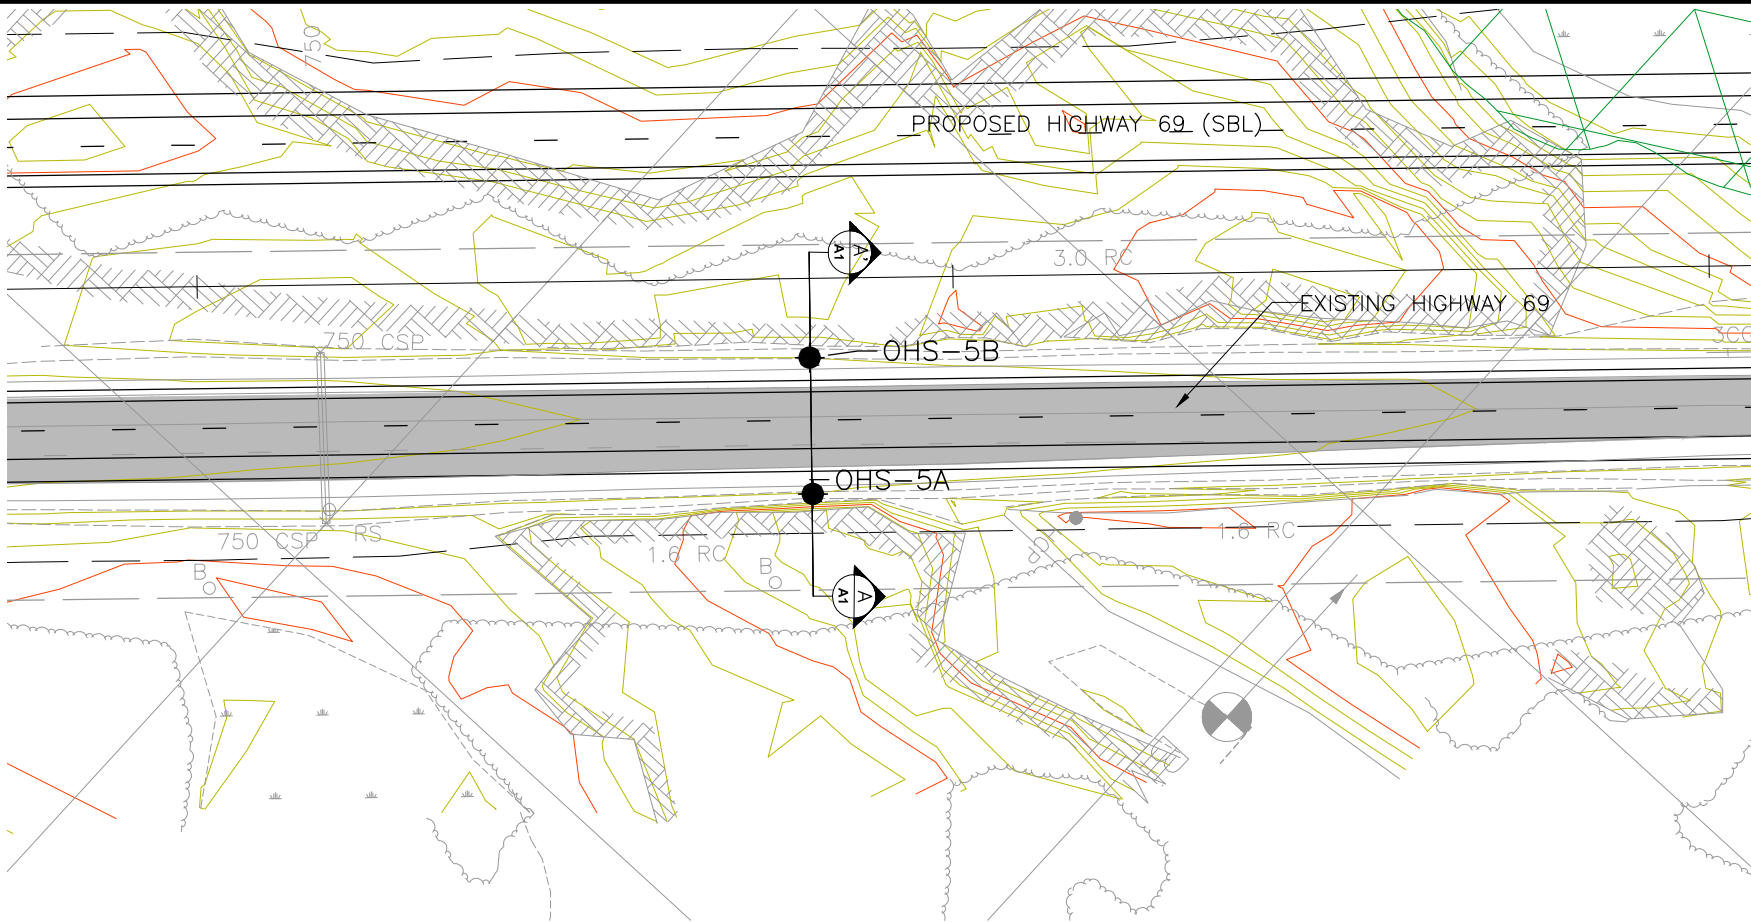 750
PROPOSED HIGHWAY 69 (SBL)
A'
A1
3.0 RC
EXISTING HIGHWAY 69
750 CSP
OHS-5B
OHS-5A
750 CSP
RS
1.6 RC
1.6 RC
B
B
A
A1